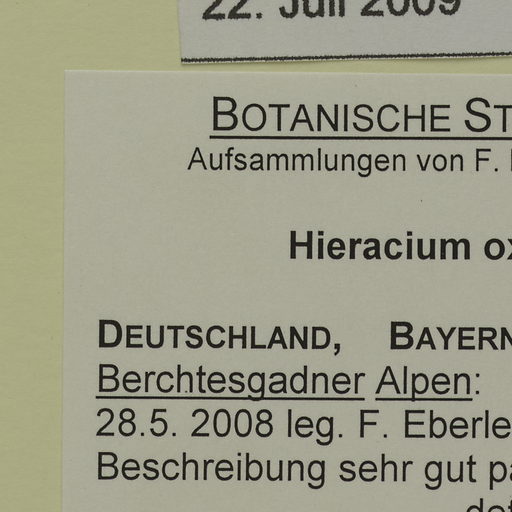 22. Juli 2009
BOTANISCHE ST
Aufsammlungen von F.
Hieracium ox
DEUTSCHLAND, BAYERN
Berchtesgadner Alpen:
28.5. 2008 leg. F. Eberle
Beschreibung sehr gut pa
det